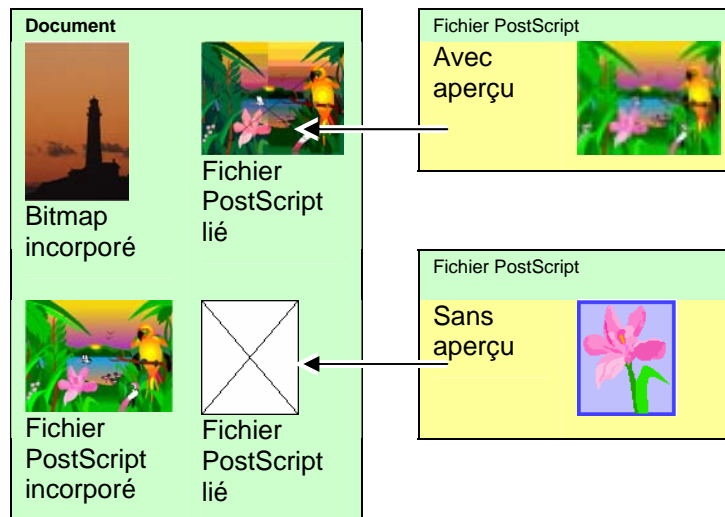 Document
Bitmap
incorporé
Fichier
PostScript
lié
Fichier
PostScript
incorporé
Fichier
PostScript
lié
Fichier PostScript
Avec
aperçu
Fichier PostScript
Sans
aperçu